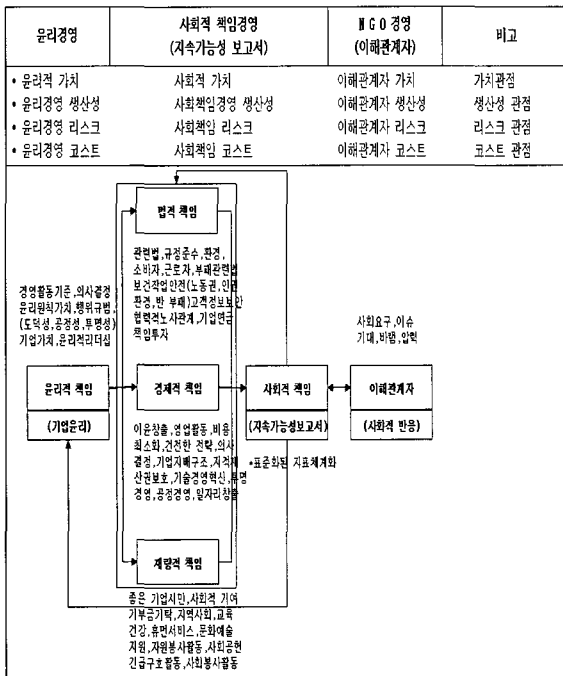 윤리경영 사회적 책임경영 (지속가능성 보고서) NGO 경영 (이해관계자) 비고
• 윤리적 가치 사회적 가치 이해관계자 가치 가치관점
• 윤리경영 생산성 사회책임경영 생산성 이해관계자 생산성 생산성 관점
• 윤리경영 리스크 사회책임 리스크 이해관계자 리스크 리스크 관점
• 윤리경영 코스트 사회책임 코스트 이해관계자 코스트 코스트 관점
법적 책임
관련법,규정준수,환경,
소비자,근로자,부패관련법
보건작업안전(노동권,인권
환경,반 부패)고객정보보안
협력적노사관계,기업연금
책임투자
경영활동기준,의사결정
윤리원칙가치,행위규범,
(도덕성,공정성,투명성)
기업가치,윤리적리더십
사회요구,이슈
기대,바램,압력
윤리적 책임
(기업윤리)
경제적 책임
사회적 책임
(지속가능성보고서)
이해관계자
(사회적 반응)
이윤창출,영업활동,비용
최소화,건전한 전략,의사
결정,기업지배구조,지적재
산권보호,기술경영혁신,투명
경영,공정경영,일자리창출
•표준화된 지표체계화
재량적 책임
좋은 기업시민,사회적 기여
기부금기탁,지역사회,교육
건강,휴먼서비스,문화예술
지원,자원봉사활동,사회공헌
긴급구호활동,사회봉사활동